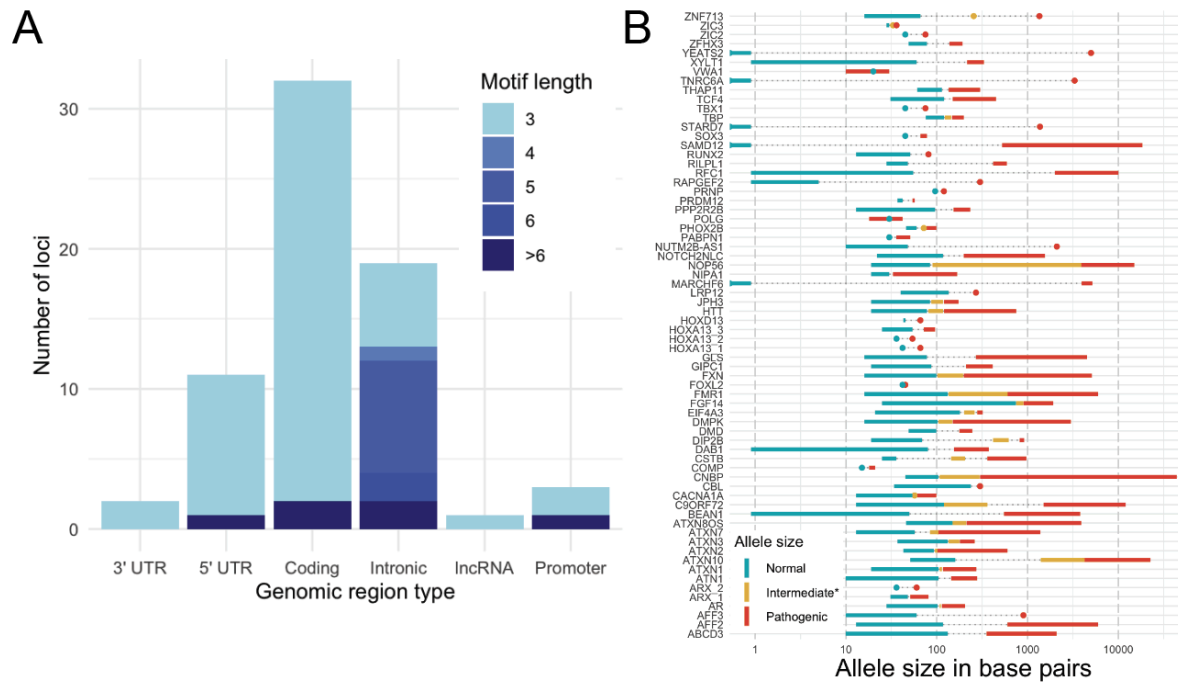 A
30
20
10
0
Number of loci
3' UTR
5' UTR
Coding
Intronic
lncRNA
Promoter
Genomic region type
Motif length
3
4
5
6
>6
B
ZNF713
ZIC3
ZIC2
ZFHX3
YEATS2
XYLT1
VWA1
TNRC6A
THAP11
TCF4
TBX1
TBP
STARD7
SOX3
SAMD12
RUNX2
RILPL1
RFC1
RAPGEF2
PRNP
PRDM12
PPP2R2B
POLG
PHOX2B
PABPN1
NUTM2B-AS1
NOTCH2NLC
NOP56
NIPA1
MARCHF6
LRP12
JPH3
HTT
HOXD13
HOXA13_3
HOXA13_2
HOXA13_1
GLS
GIPC1
FXN
FOXL2
FMR1
FGF14
EIF4A3
DMPK
DMD
DIP2B
DAB1
CSTB
COMP
CNBP
CBL
CACNA1A
C9ORF72
BEAN1
ATXN8OS
ATXN7
ATXN3
ATXN2
ATXN10
ATXN1
ATN1
ARX_2
ARX_1
AR
AFF3
AFF2
ABCD3
Allele size
Normal
Intermediate*
Pathogenic
1
10
100
1000
10000
Allele size in base pairs